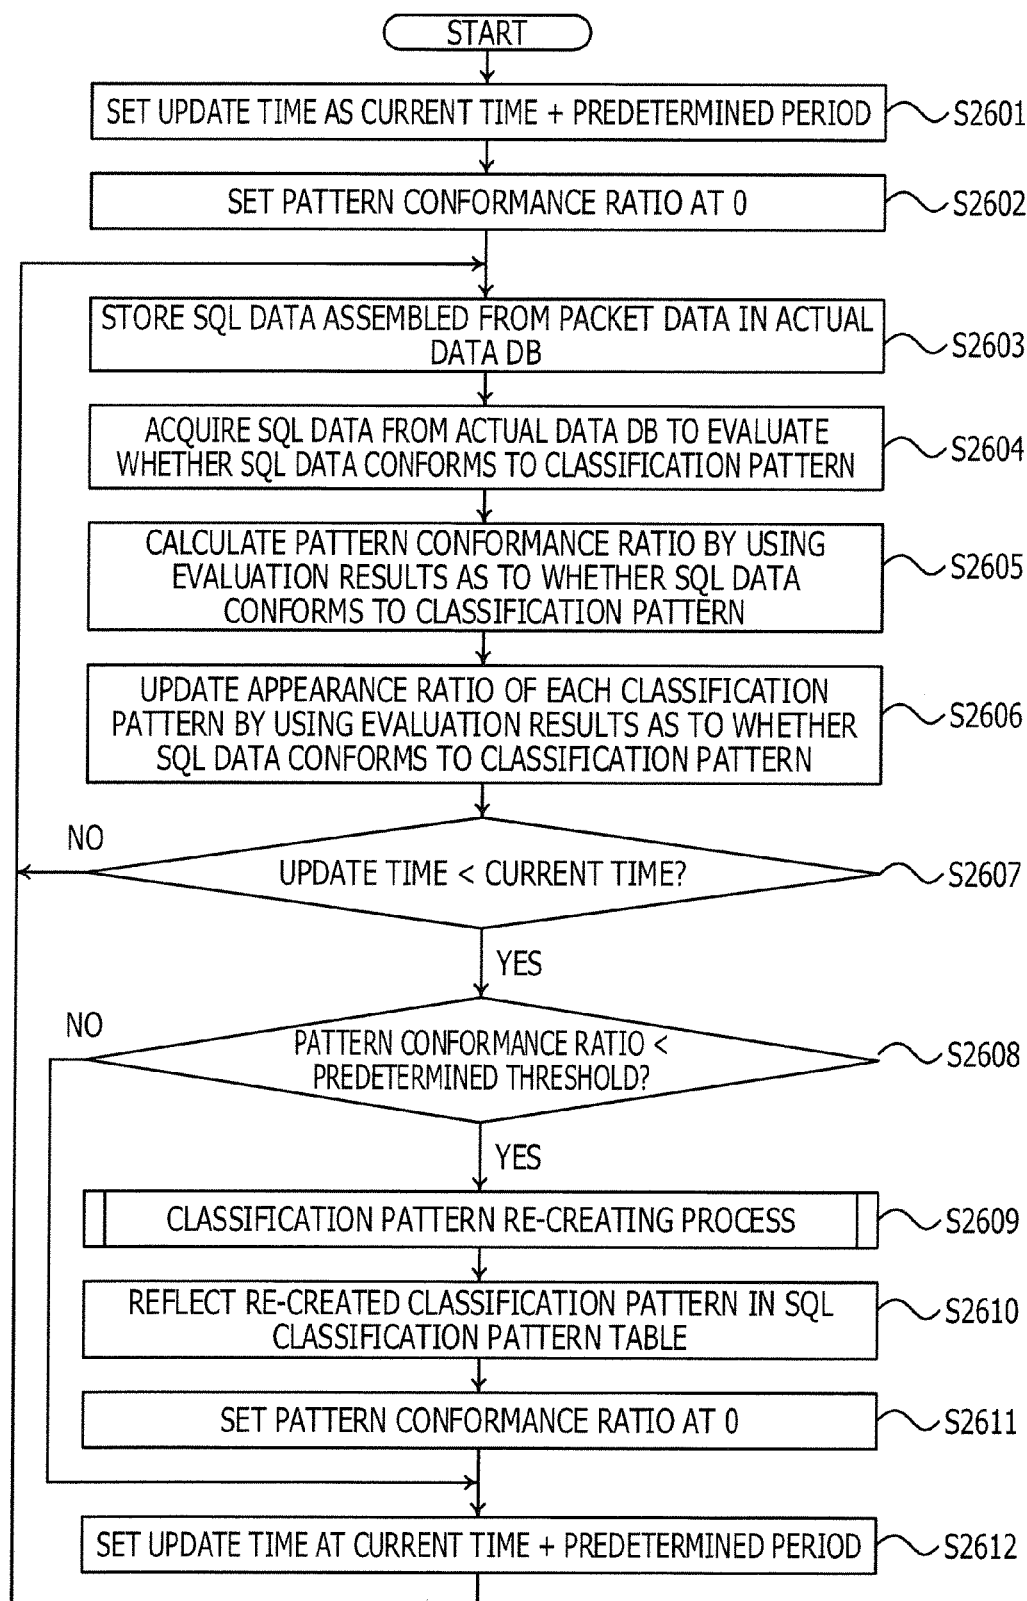 START
SET UPDATE TIME AS CURRENT TIME + PREDETERMINED PERIOD
S2601
SET PATTERN CONFORMANCE RATIO AT 0
S2602
STORE SQL DATA ASSEMBLED FROM PACKET DATA IN ACTUAL
DATA DB
S2603
ACQUIRE SQL DATA FROM ACTUAL DATA DB TO EVALUATE
WHETHER SQL DATA CONFORMS TO CLASSIFICATION PATTERN
S2604
CALCULATE PATTERN CONFORMANCE RATIO BY USING
EVALUATION RESULTS AS TO WHETHER SQL DATA
CONFORMS TO CLASSIFICATION PATTERN
S2605
UPDATE APPEARANCE RATIO OF EACH CLASSIFICATION
PATTERN BY USING EVALUATION RESULTS AS TO WHETHER
SQL DATA CONFORMS TO CLASSIFICATION PATTERN
S2606
NO
UPDATE TIME < CURRENT TIME?
S2607
YES
NO
PATTERN CONFORMANCE RATIO <
PREDETERMINED THRESHOLD?
S2608
YES
CLASSIFICATION PATTERN RE-CREATING PROCESS
S2609
REFLECT RE-CREATED CLASSIFICATION PATTERN IN SQL
CLASSIFICATION PATTERN TABLE
S2610
SET PATTERN CONFORMANCE RATIO AT 0
S2611
SET UPDATE TIME AT CURRENT TIME + PREDETERMINED PERIOD
S2612